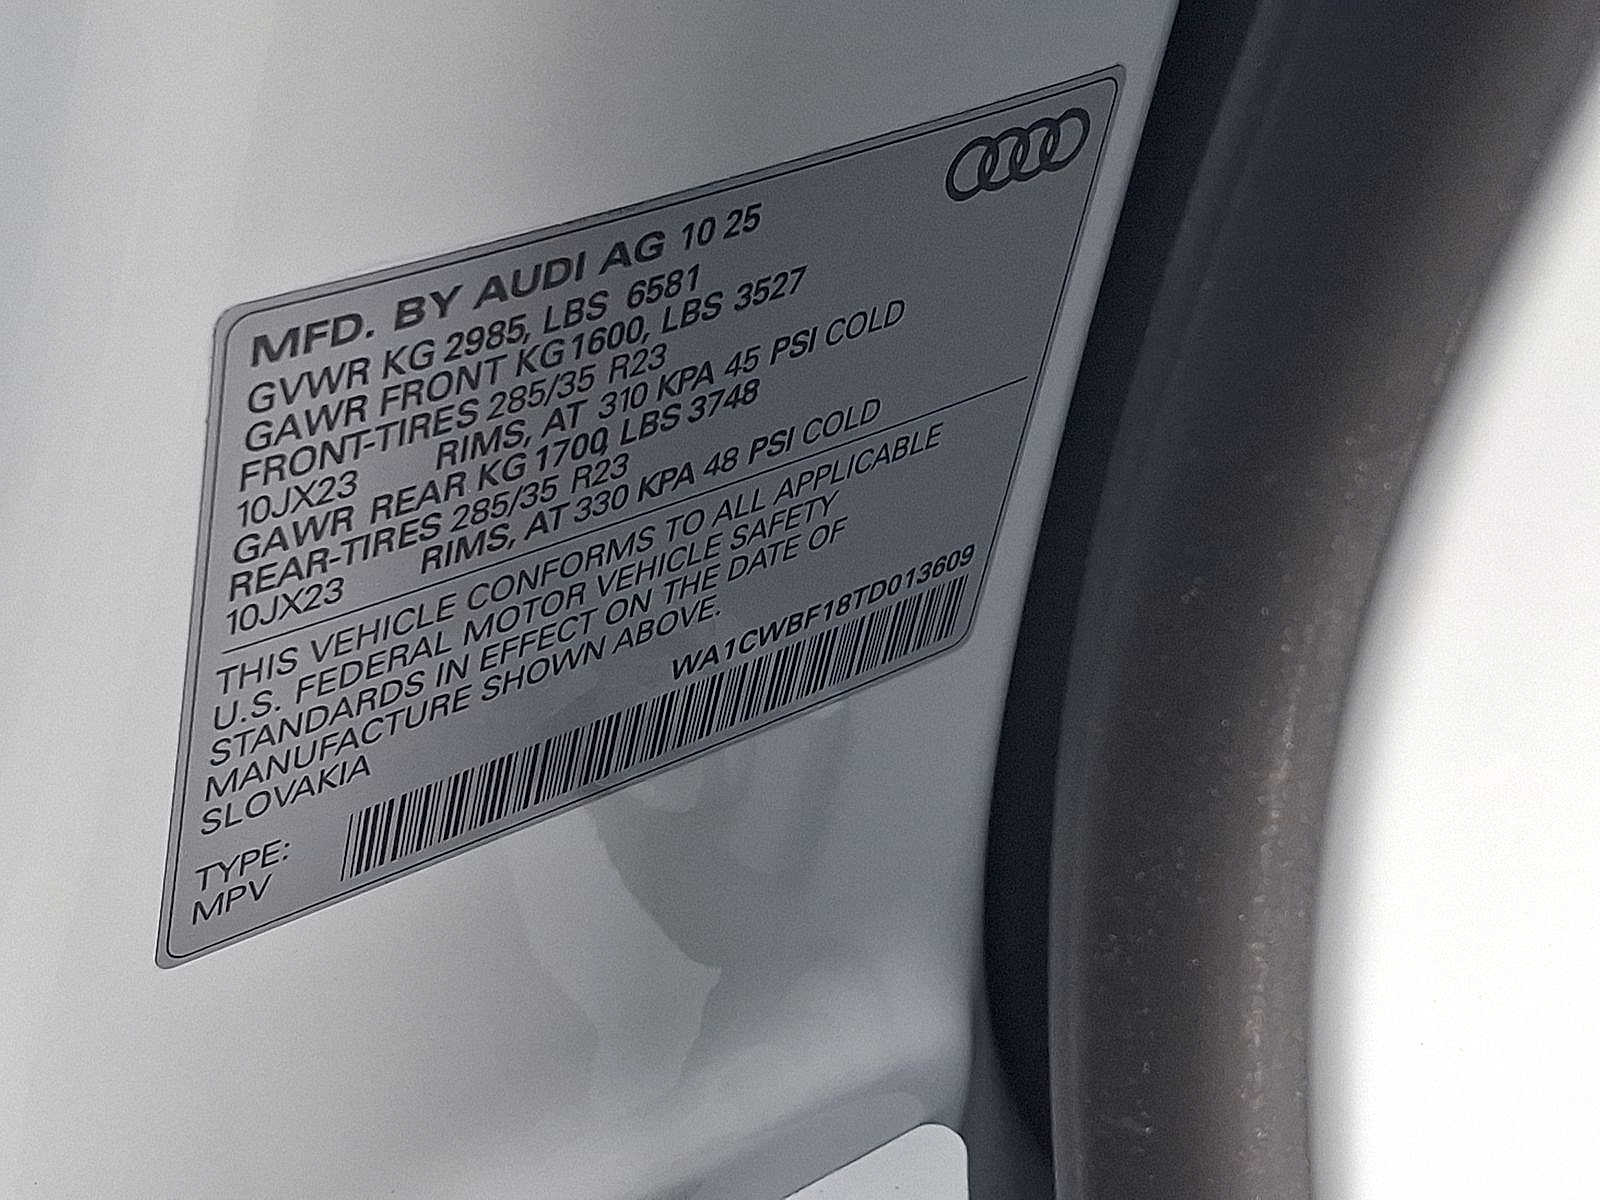 MFD. BY AUDI AG 10 25
GVWR KG 2985, LBS 6581
GAWR FRONT KG 1600, LBS 3527
FRONT-TIRES 285/35 R23
10JX23 RIMS, AT 310 KPA 45 PSI COLD
GAWR REAR KG 1700, LBS 3748
REAR-TIRES 285/35 R23
10JX23 RIMS, AT 330 KPA 48 PSI COLD
THIS VEHICLE CONFORMS TO ALL APPLICABLE
U.S. FEDERAL MOTOR VEHICLE SAFETY
STANDARDS IN EFFECT ON THE DATE OF
MANUFACTURE SHOWN ABOVE.
SLOVAKIA
WA1CWBF18TD013609
TYPE:
MPV